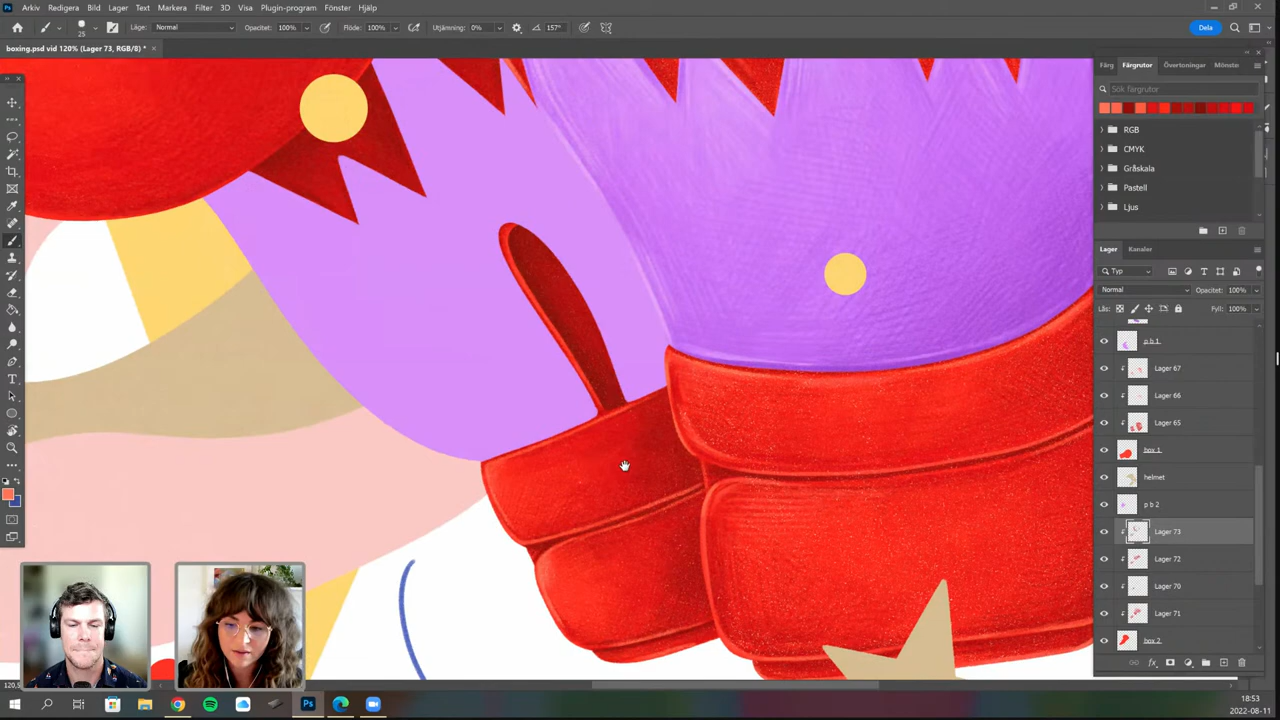 Arkiv Redigera Bild Lager Text Markera Filter 3D Visa Plugin-program Fönster Hjälp
25 Läge: Normal Opacitet: 100% Flöde: 100% Utjämning: 0% 157° Dela
boxing.psd vid 120% (Lager 73, RGB/8) *
Färg Färgrutor Övertoningar Mönste
Sök färgrutor
RGB
CMYK
Gråskala
Pastell
Ljus
Lager Kanaler
Typ
Normal Opacitet: 100%
Lås: Fyll: 100%
p b 1
Lager 67
Lager 66
Lager 65
box 1
helmet
p b 2
Lager 73
Lager 72
Lager 70
Lager 71
box 2
fx
18:53
2022-08-11